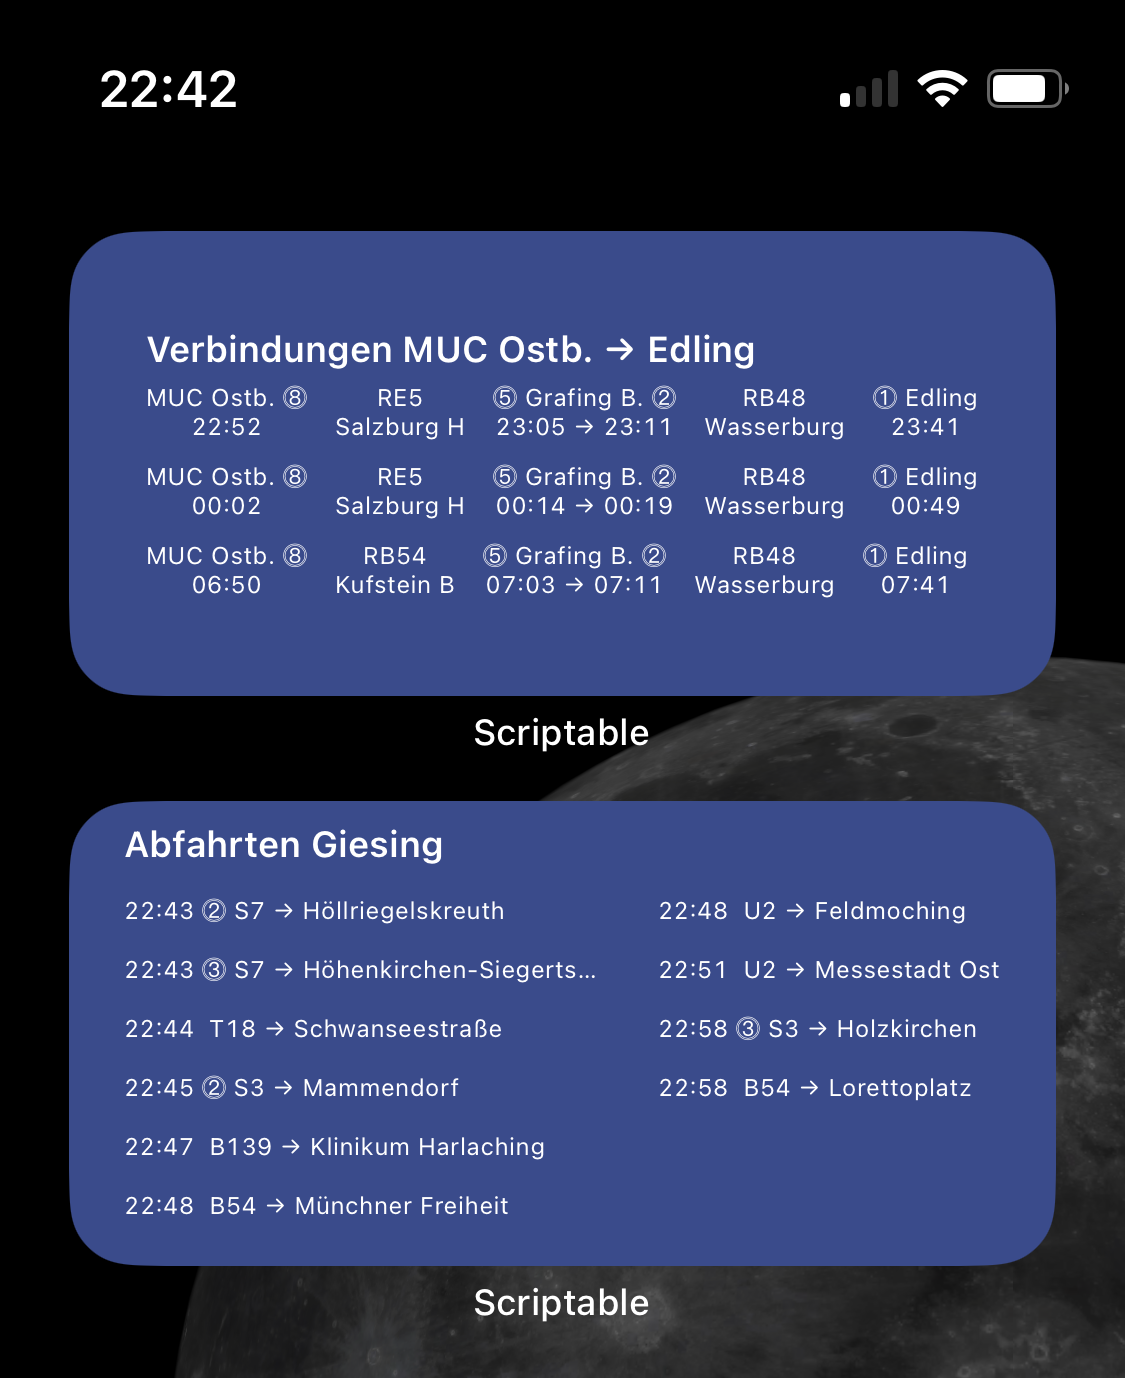 22:42
Verbindungen MUC Ostb. → Edling
MUC Ostb. ⑧ RE5 ⑤ Grafing B. ② RB48 ① Edling
22:52 Salzburg H 23:05 → 23:11 Wasserburg 23:41
MUC Ostb. ⑧ RE5 ⑤ Grafing B. ② RB48 ① Edling
00:02 Salzburg H 00:14 → 00:19 Wasserburg 00:49
MUC Ostb. ⑧ RB54 ⑤ Grafing B. ② RB48 ① Edling
06:50 Kufstein B 07:03 → 07:11 Wasserburg 07:41
Scriptable
Abfahrten Giesing
22:43 ② S7 → Höllriegelskreuth
22:43 ③ S7 → Höhenkirchen-Siegerts...
22:44 T18 → Schwanseestraße
22:45 ② S3 → Mammendorf
22:47 B139 → Klinikum Harlaching
22:48 B54 → Münchner Freiheit
22:48 U2 → Feldmoching
22:51 U2 → Messestadt Ost
22:58 ③ S3 → Holzkirchen
22:58 B54 → Lorettoplatz
Scriptable